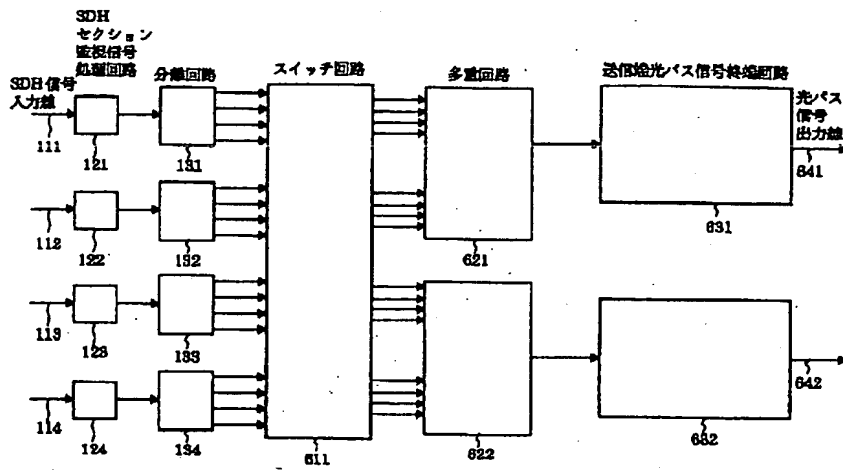 SDH
セクション
監視信号
処理回路
分離回路
スイッチ回路
多重回路
送信端光パス信号終端回路
SDH信号
入力線
光パス
信号
出力線
111
121
131
641
631
112
122
132
621
113
123
133
642
114
124
134
611
622
632